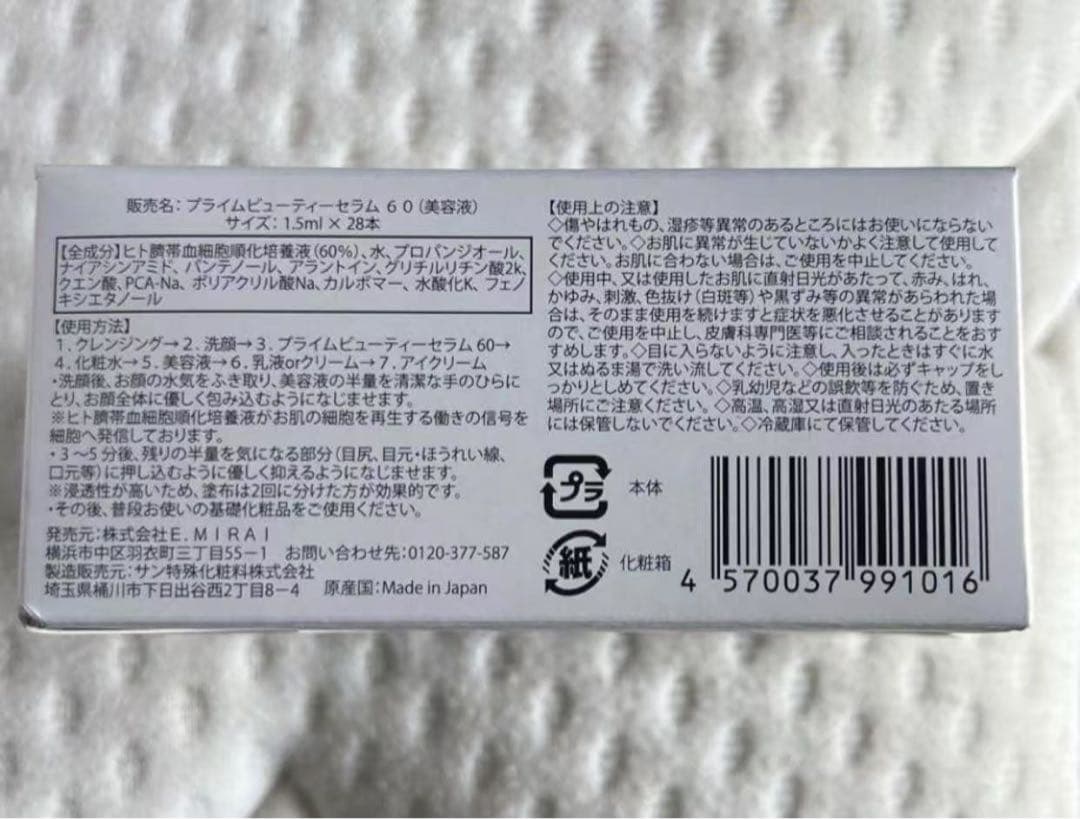 販売名：プライムビューティーセラム 60（美容液）
サイズ：1.5ml × 28本
【全成分】ヒト臍帯血細胞順化培養液（60%）、水、プロパンジオール、
ナイアシンアミド、パンテノール、アラントイン、グリチルリチン酸2k、
クエン酸、PCA-Na、ポリアクリル酸Na、カルボマー、水酸化K、フェノ
キシエタノール
【使用方法】
1. クレンジング→2. 洗顔→3. プライムビューティーセラム 60→
4. 化粧水→5. 美容液→6. 乳液orクリーム→7. アイクリーム
・洗顔後、お顔の水気をふき取り、美容液の半量を清潔な手のひらに
とり、お顔全体に優しく包み込むようになじませます。
※ヒト臍帯血細胞順化培養液がお肌の細胞を再生する働きの信号を
細胞へ発信しております。
・3～5分後、残りの半量を気になる部分（目尻、目元・ほうれい線、
口元等）に押し込むように優しく抑えるようになじませます。
※浸透性が高いため、塗布は2回に分けた方が効果的です。
・その後、普段お使いの基礎化粧品をご使用ください。
発売元：株式会社E.MIRAI
横浜市中区羽衣町三丁目55－1　お問い合わせ先：0120-377-587
製造販売元：サン特殊化粧料株式会社
埼玉県桶川市下日出谷西2丁目8－4　原産国：Made in Japan
【使用上の注意】
◇傷やはれもの、湿疹等異常のあるところにはお使いにならない
でください。◇お肌に異常が生じていないかよく注意して使用して
ください。お肌に合わない場合は、ご使用を中止してください。
◇使用中、又は使用したお肌に直射日光があたって、赤み、はれ、
かゆみ、刺激、色抜け（白斑等）や黒ずみ等の異常があらわれた場
合は、そのまま使用を続けますと症状を悪化させることがあります
ので、ご使用を中止し、皮膚科専門医等にご相談されることをおす
すめします。◇目に入らないように注意し、入ったときはすぐに水
又はぬるま湯で洗い流してください。◇使用後は必ずキャップをし
っかりとしめてください。◇乳幼児などの誤飲等を防ぐため、置き
場所にご注意ください。◇高温、高湿又は直射日光のあたる場所
には保管しないでください。◇冷蔵庫にて保管してください。
プラ 本体
紙 化粧箱
4 570037 991016